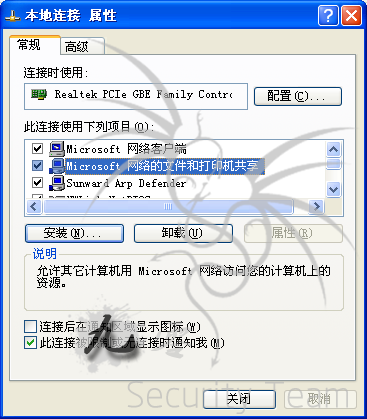 本地连接 属性
常规
高级
连接时使用:
Realtek PCIe GBE Family Contro
配置(C)...
此连接使用下列项目(O):
Microsoft 网络客户端
Microsoft 网络的文件和打印机共享
Sunward Arp Defender
安装(N)...
卸载(U)
属性(R)
说明
允许其它计算机用 Microsoft 网络访问您的计算机上的
资源。
连接后在通知区域显示图标(W)
此连接被限制或无连接时通知我(M)
九
关闭
取消
Security Team